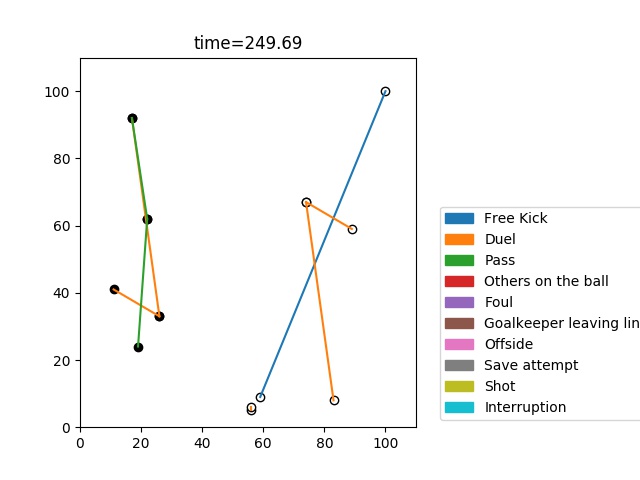 time=249.69
100
80
60
40
20
0
0 20 40 60 80 100
Free Kick
Duel
Pass
Others on the ball
Foul
Goalkeeper leaving lin
Offside
Save attempt
Shot
Interruption